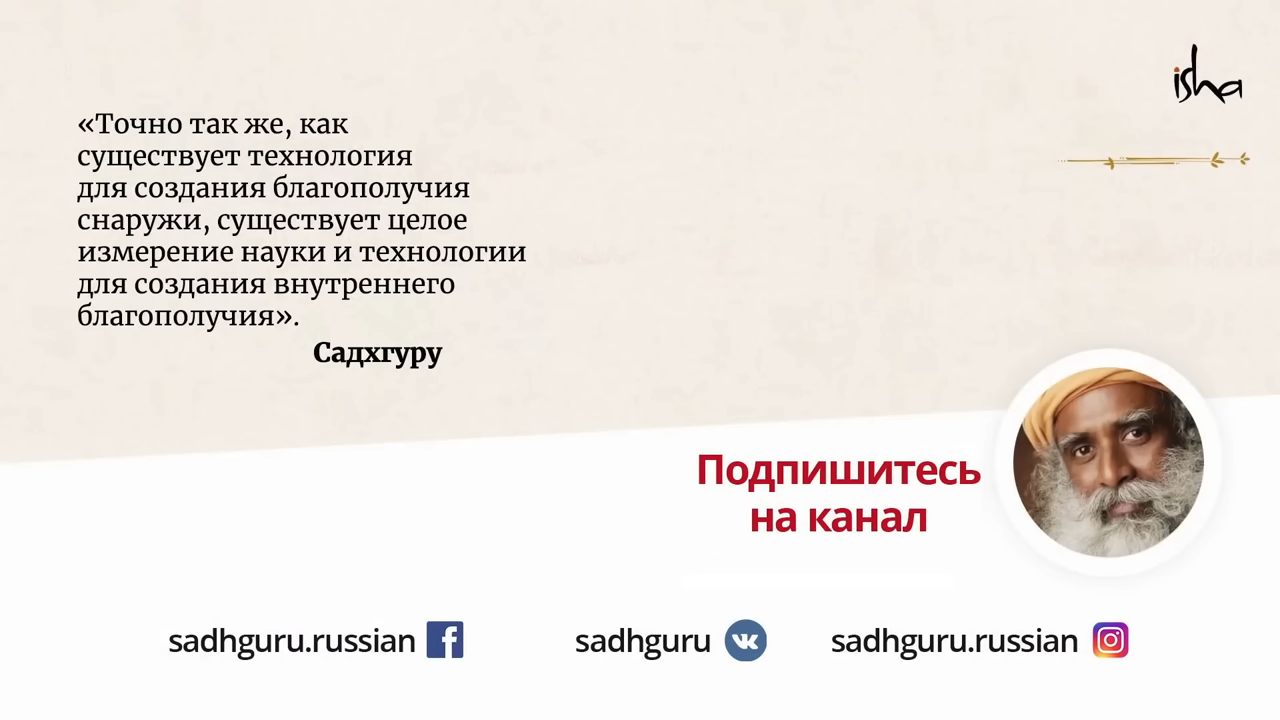 isha
«Точно так же, как
существует технология
для создания благополучия
снаружи, существует целое
измерение науки и технологии
для создания внутреннего
благополучия».
Садхгуру
Подпишитесь
на канал
sadhguru.russian
sadhguru
sadhguru.russian